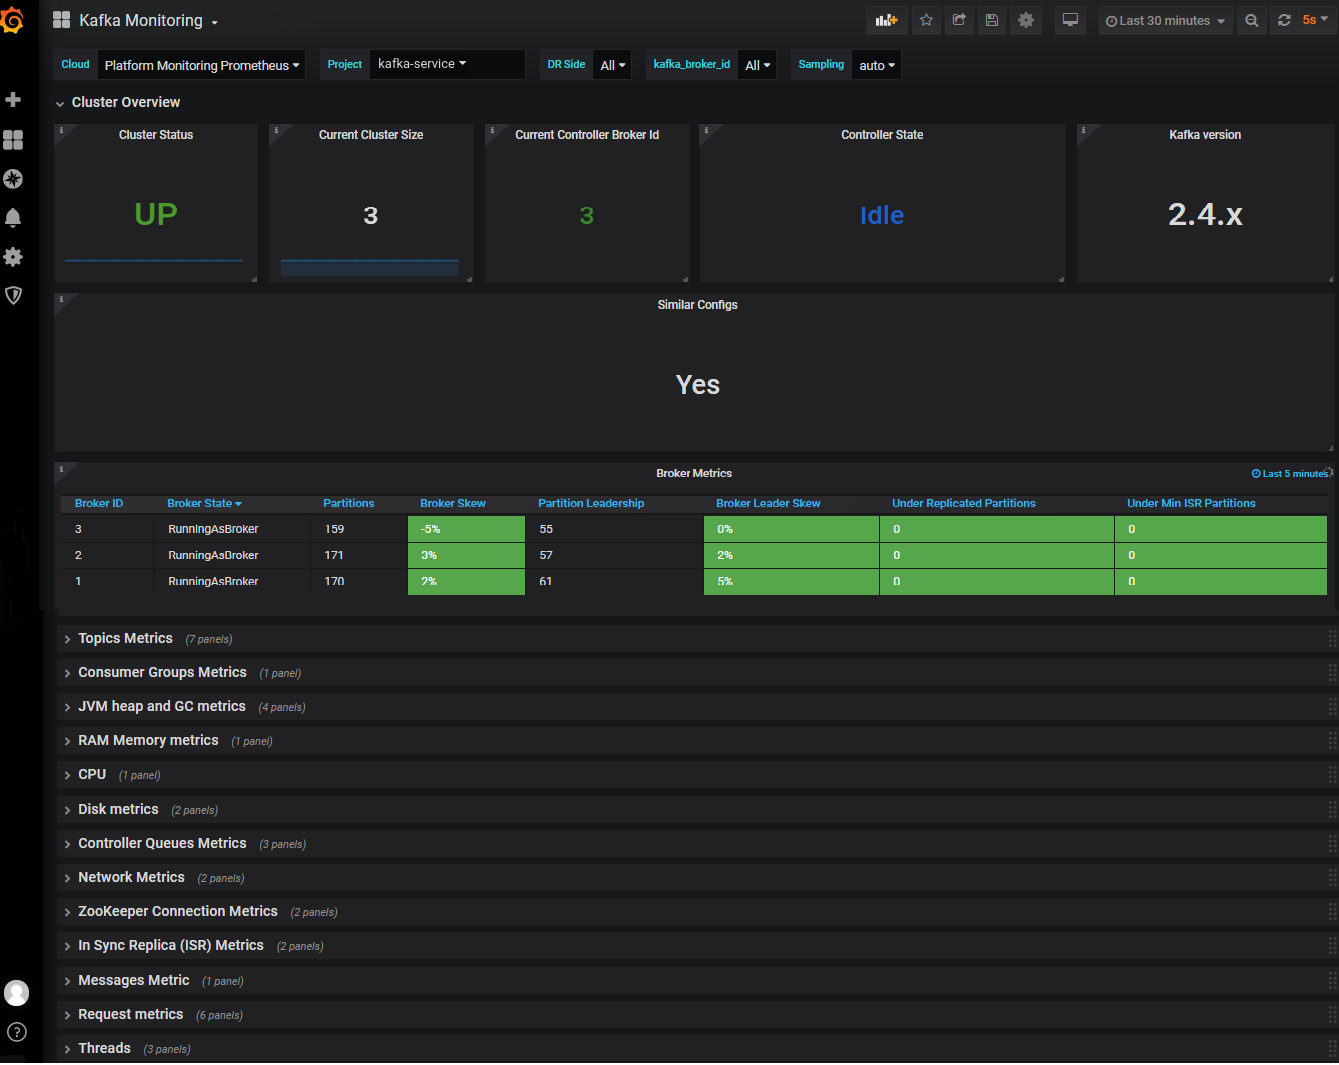 Kafka Monitoring
Last 30 minutes
5s
Cloud Platform Monitoring Prometheus Project kafka-service DR Side All kafka_broker_id All Sampling auto
Cluster Overview
Cluster Status Current Cluster Size Current Controller Broker Id Controller State Kafka version
UP 3 3 Idle 2.4.x
Similar Configs
Yes
Broker Metrics
Last 5 minutes
Broker ID Broker State Partitions Broker Skew Partition Leadership Broker Leader Skew Under Replicated Partitions Under Min ISR Partitions
3 RunningAsBroker 159 -5% 55 0% 0 0
2 RunningAsBroker 171 3% 57 2% 0 0
1 RunningAsBroker 170 2% 61 5% 0 0
Topics Metrics (7 panels)
Consumer Groups Metrics (1 panel)
JVM heap and GC metrics (4 panels)
RAM Memory metrics (1 panel)
CPU (1 panel)
Disk metrics (2 panels)
Controller Queues Metrics (3 panels)
Network Metrics (2 panels)
ZooKeeper Connection Metrics (2 panels)
In Sync Replica (ISR) Metrics (2 panels)
Messages Metric (1 panel)
Request metrics (6 panels)
Threads (3 panels)